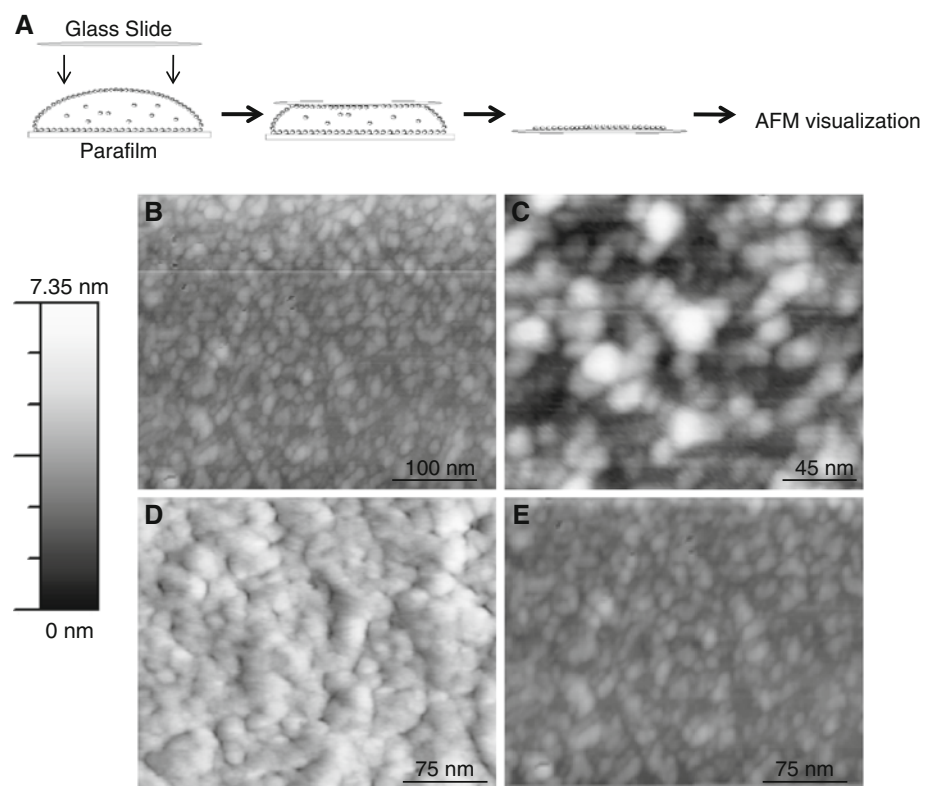 A
Glass Slide
Parafilm
AFM visualization
B
C
7.35 nm
0 nm
100 nm
45 nm
D
E
75 nm
75 nm